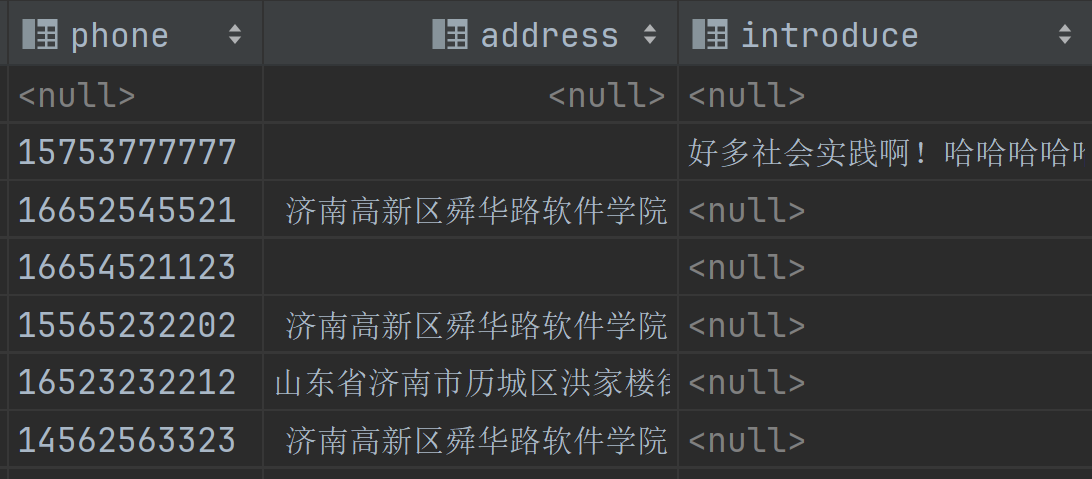 phone address introduce
<null> <null> <null>
15753777777 好多社会实践啊！哈哈哈哈
16652545521 济南高新区舜华路软件学院 <null>
16654521123 <null>
15565232202 济南高新区舜华路软件学院 <null>
16523232212 山东省济南市历城区洪家楼 <null>
14562563323 济南高新区舜华路软件学院 <null>